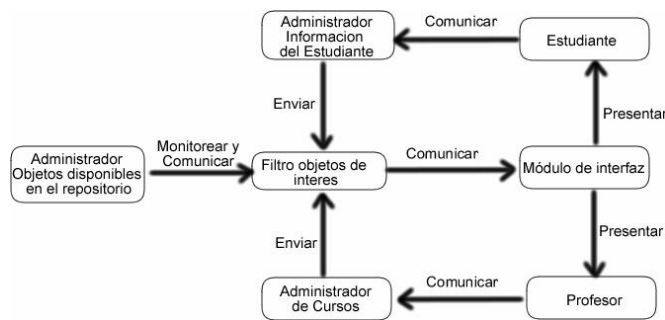 Administrador
Informacion
del Estudiante
Comunicar
Estudiante
Enviar
Presentar
Administrador
Objetos disponibles
en el repositorio
Monitorear y
Comunicar
Filtro objetos de
interes
Comunicar
Módulo de interfaz
Enviar
Presentar
Administrador
de Cursos
Comunicar
Profesor